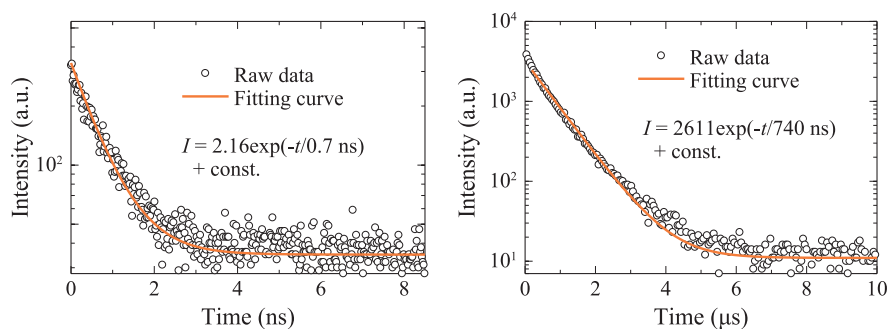 Intensity (a.u.)
10²
Raw data
Fitting curve
I = 2.16exp(-t/0.7 ns)
+ const.
0 2 4 6 8
Time (ns)
Intensity (a.u.)
10⁴
10³
10²
10¹
Raw data
Fitting curve
I = 2611exp(-t/740 ns)
+ const.
0 2 4 6 8 10
Time (μs)